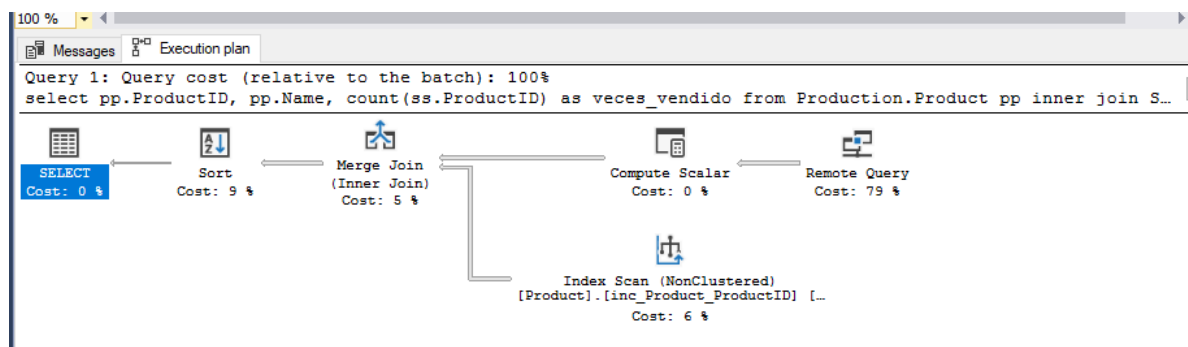 100 %
Messages Execution plan
Query 1: Query cost (relative to the batch): 100%
select pp.ProductID, pp.Name, count(ss.ProductID) as veces_vendido from Production.Product pp inner join S…
SELECT
Cost: 0 %
Sort
Cost: 9 %
Merge Join
(Inner Join)
Cost: 5 %
Compute Scalar
Cost: 0 %
Remote Query
Cost: 79 %
Index Scan (NonClustered)
[Product].[inc_Product_ProductID] […
Cost: 6 %